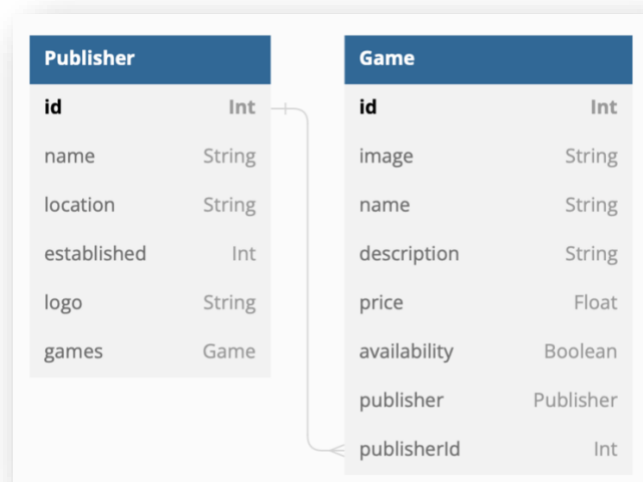 Publisher
id Int
name String
location String
established Int
logo String
games Game
Game
id Int
image String
name String
description String
price Float
availability Boolean
publisher Publisher
publisherId Int